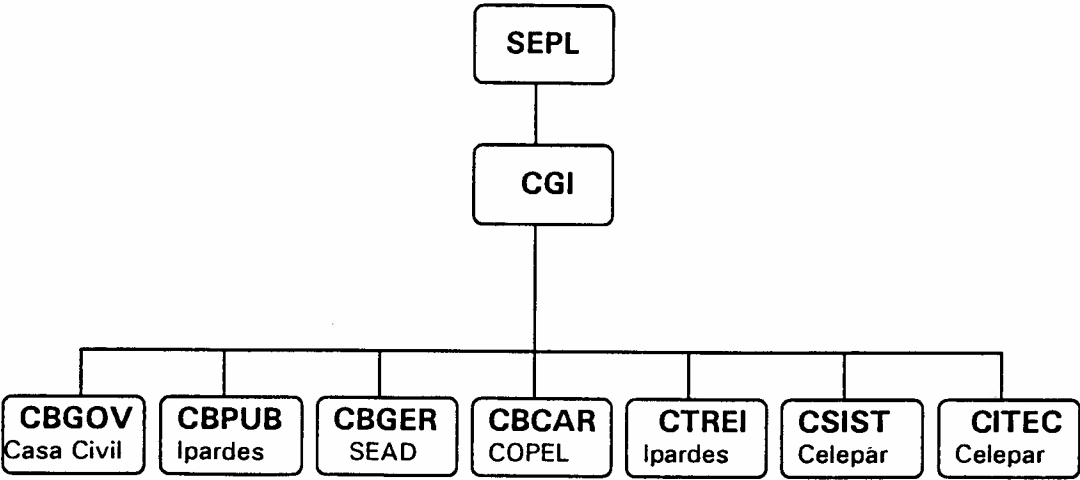 SEPL
CGI
CBGOV
Casa Civil
CBPUB
Ipardes
CBGER
SEAD
CBCAR
COPEL
CTREI
Ipardes
CSIST
Celepar
CITEC
Celepar